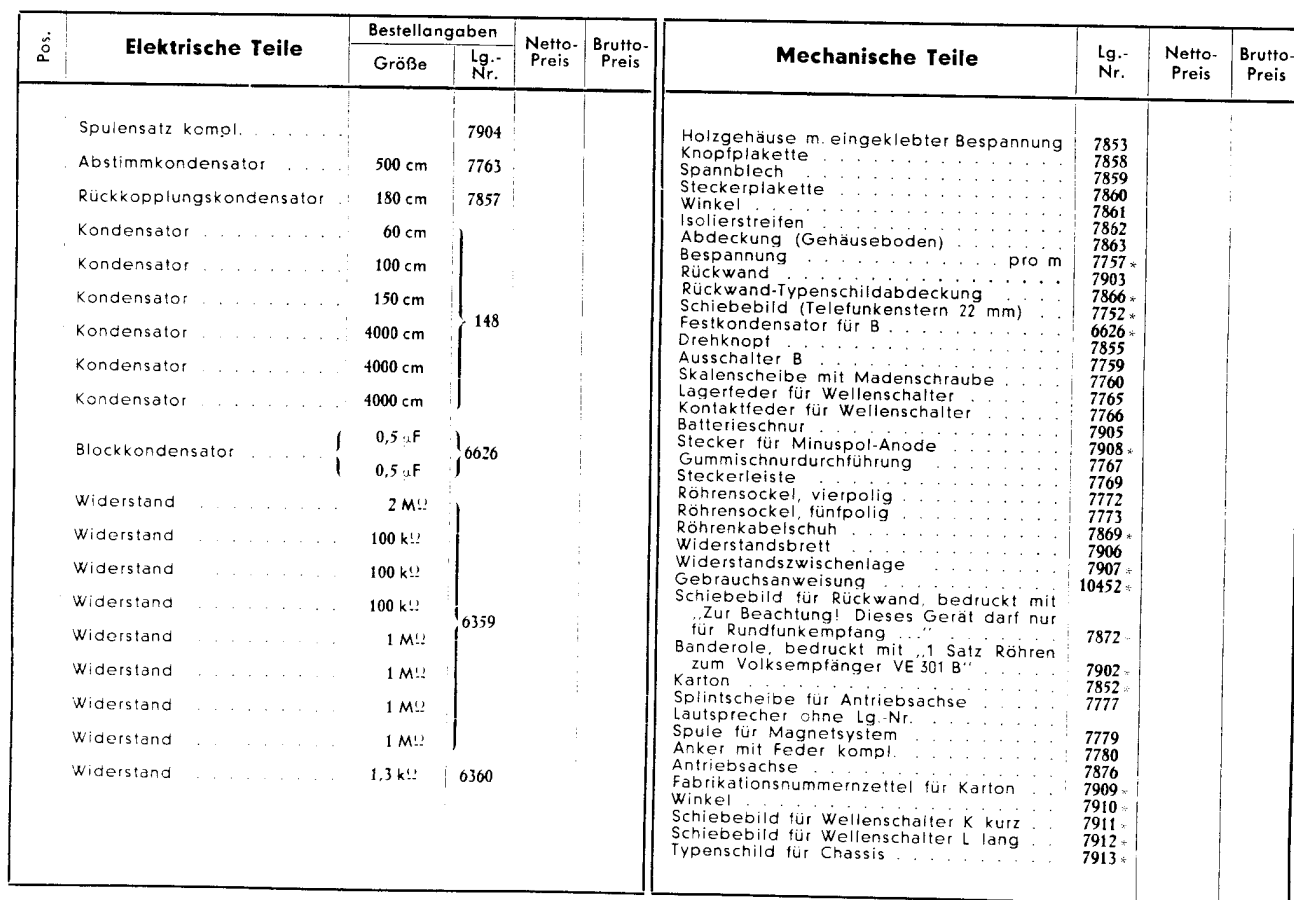 Pos.
Elektrische Teile
Bestellangaben
Größe
Lg.-
Nr.
Netto-
Preis
Brutto-
Preis
Spulensatz kompl. . . . . . . 7904
Abstimmkondensator . . . . 500 cm 7763
Rückkopplungskondensator . 180 cm 7857
Kondensator . . . . . . . . . 60 cm
Kondensator . . . . . . . . . 100 cm
Kondensator . . . . . . . . . 150 cm
148
Kondensator . . . . . . . . . 4000 cm
Kondensator . . . . . . . . . 4000 cm
Kondensator . . . . . . . . . 4000 cm
0,5 µF
Blockkondensator . . . . . 6626
0,5 µF
Widerstand . . . . . . . . . 2 MΩ
Widerstand . . . . . . . . . 100 kΩ
Widerstand . . . . . . . . . 100 kΩ
Widerstand . . . . . . . . . 100 kΩ
6359
Widerstand . . . . . . . . . 1 MΩ
Widerstand . . . . . . . . . 1 MΩ
Widerstand . . . . . . . . . 1 MΩ
Widerstand . . . . . . . . . 1 MΩ
Widerstand . . . . . . . . . 1,3 kΩ 6360
Mechanische Teile
Lg.-
Nr.
Netto-
Preis
Brutto-
Preis
Holzgehäuse m. eingeklebter Bespannung 7853
Knopfplakette . . . . . . . . . . . . . . . 7858
Spannblech . . . . . . . . . . . . . . . . 7859
Steckerplakette . . . . . . . . . . . . . . 7860
Winkel . . . . . . . . . . . . . . . . . . . 7861
Isolierstreifen . . . . . . . . . . . . . . . 7862
Abdeckung (Gehäuseboden) . . . . . . . 7863
Bespannung . . . . . . . . . . . . pro m 7757 *
Rückwand . . . . . . . . . . . . . . . . . 7903
Rückwand-Typenschildabdeckung . . . . 7866 *
Schiebebild (Telefunkenstern 22 mm) . . 7752 *
Festkondensator für B . . . . . . . . . . 6626 *
Drehknopf . . . . . . . . . . . . . . . . . 7855
Ausschalter B . . . . . . . . . . . . . . . 7759
Skalenscheibe mit Madenschraube . . . . 7760
Lagerfeder für Wellenschalter . . . . . . 7765
Kontaktfeder für Wellenschalter . . . . . 7766
Batterieschnur . . . . . . . . . . . . . . . 7905
Stecker für Minuspol-Anode . . . . . . . 7908 *
Gummischnurdurchführung . . . . . . . . 7767
Steckerleiste . . . . . . . . . . . . . . . . 7769
Röhrensockel, vierpolig . . . . . . . . . . 7772
Röhrensockel, fünfpolig . . . . . . . . . . 7773
Röhrenkabelschuh . . . . . . . . . . . . . 7869 *
Widerstandsbrett . . . . . . . . . . . . . 7906
Widerstandszwischenlage . . . . . . . . 7907 *
Gebrauchsanweisung . . . . . . . . . . . 10452 *
Schiebebild für Rückwand, bedruckt mit
„Zur Beachtung! Dieses Gerät darf nur
für Rundfunkempfang ...“ . . . . . . . 7872 *
Banderole, bedruckt mit „1 Satz Röhren
zum Volksempfänger VE 301 B“ . . . . . 7902 *
Karton . . . . . . . . . . . . . . . . . . . 7852 *
Splintscheibe für Antriebsachse . . . . . 7777
Lautsprecher ohne Lg.-Nr. . . . . . . . .
Spule für Magnetsystem . . . . . . . . . 7779
Anker mit Feder kompl. . . . . . . . . . 7780
Antriebsachse . . . . . . . . . . . . . . . 7876
Fabrikationsnummernzettel für Karton . . 7909 *
Winkel . . . . . . . . . . . . . . . . . . . 7910 *
Schiebebild für Wellenschalter K kurz . . 7911 *
Schiebebild für Wellenschalter L lang . . 7912 *
Typenschild für Chassis . . . . . . . . . . 7913 *